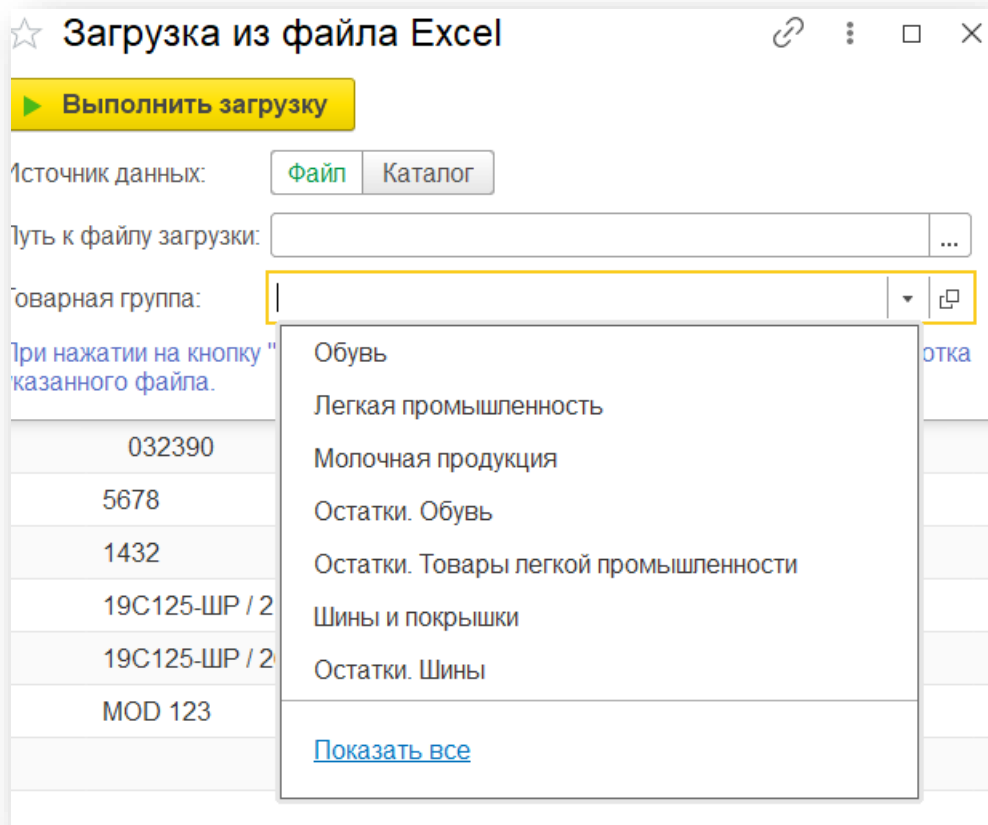 Загрузка из файла Excel
Выполнить загрузку
Источник данных:
Файл
Каталог
Путь к файлу загрузки:
...
Товарная группа:
При нажатии на кнопку "
отка
указанного файла.
Обувь
Легкая промышленность
Молочная продукция
Остатки. Обувь
Остатки. Товары легкой промышленности
Шины и покрышки
Остатки. Шины
Показать все
032390
5678
1432
19С125-ШР / 2
19С125-ШР / 2
MOD 123